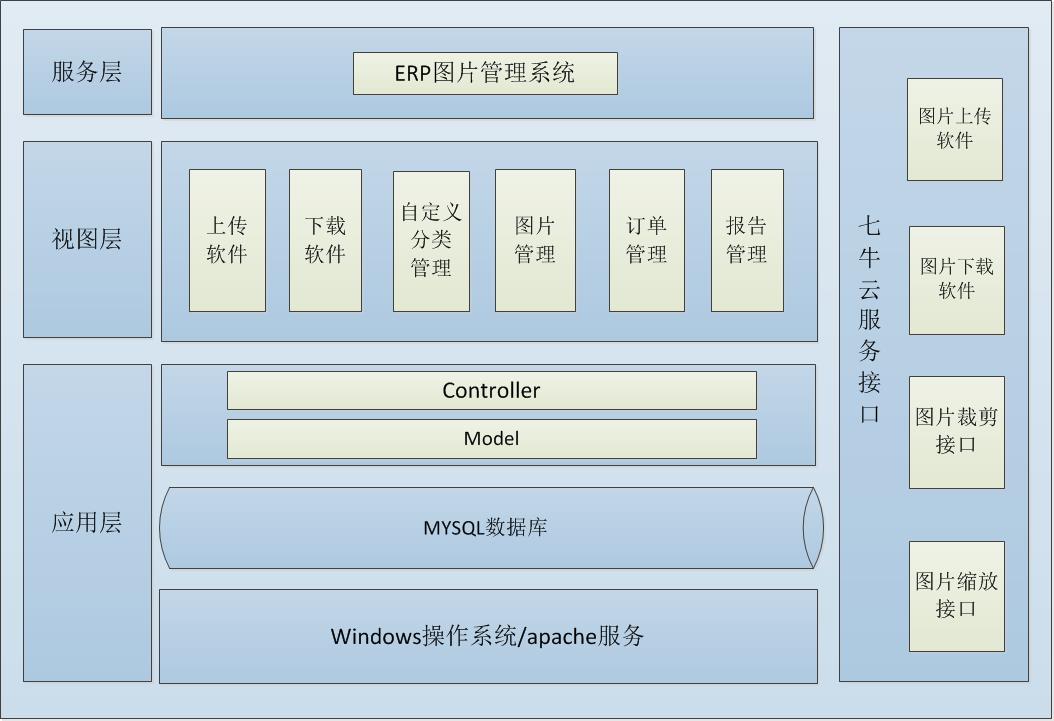 服务层
ERP图片管理系统
视图层
上传
软件
下载
软件
自定义
分类
管理
图片
管理
订单
管理
报告
管理
应用层
Controller
Model
MYSQL数据库
Windows操作系统/apache服务
七
牛
云
服
务
接
口
图片上传
软件
图片下载
软件
图片裁剪
接口
图片缩放
接口